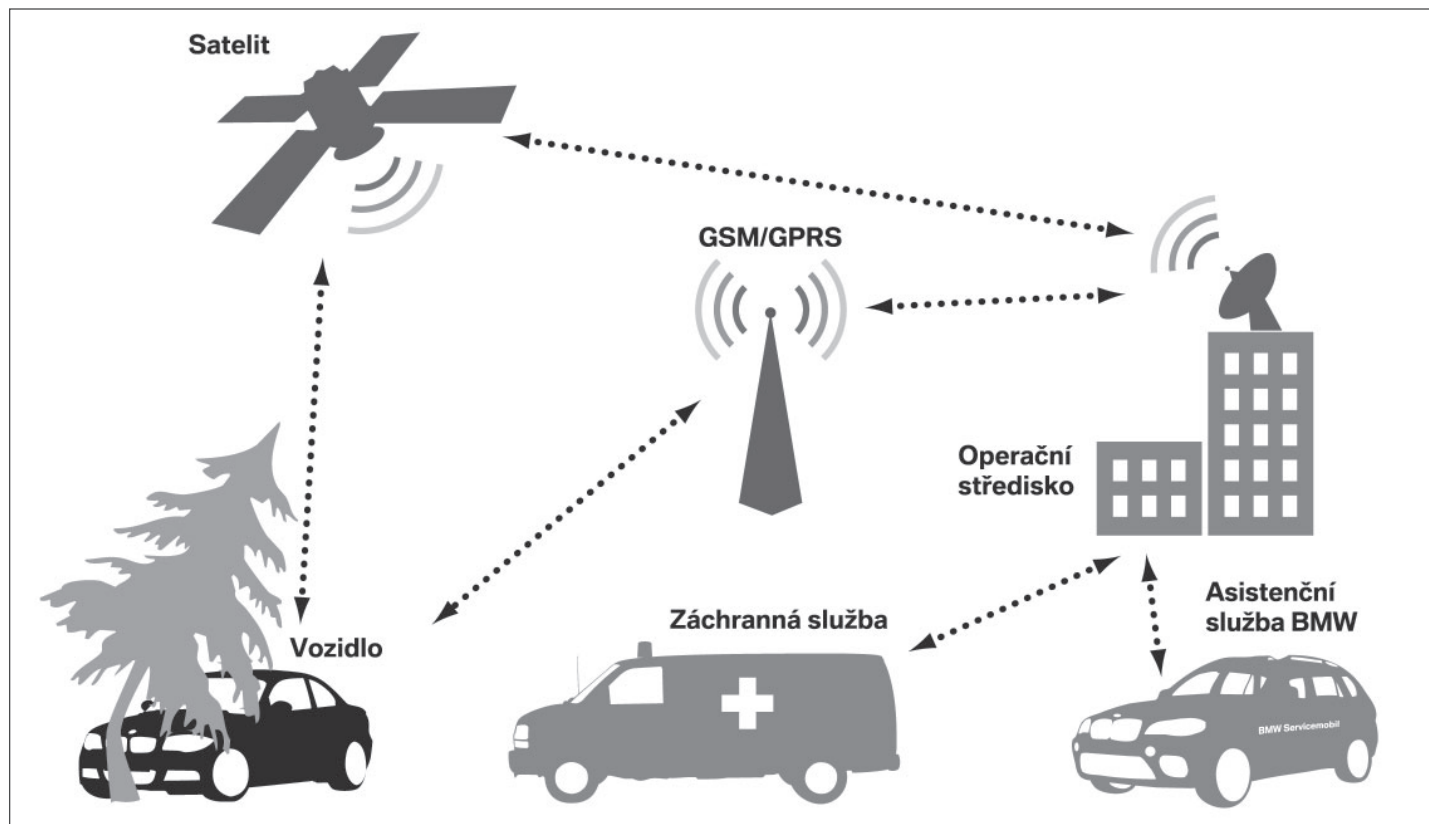 Satelit
GSM/GPRS
Operační
středisko
Vozidlo
Záchranná služba
Asistenční
služba BMW
BMW Servicemobil